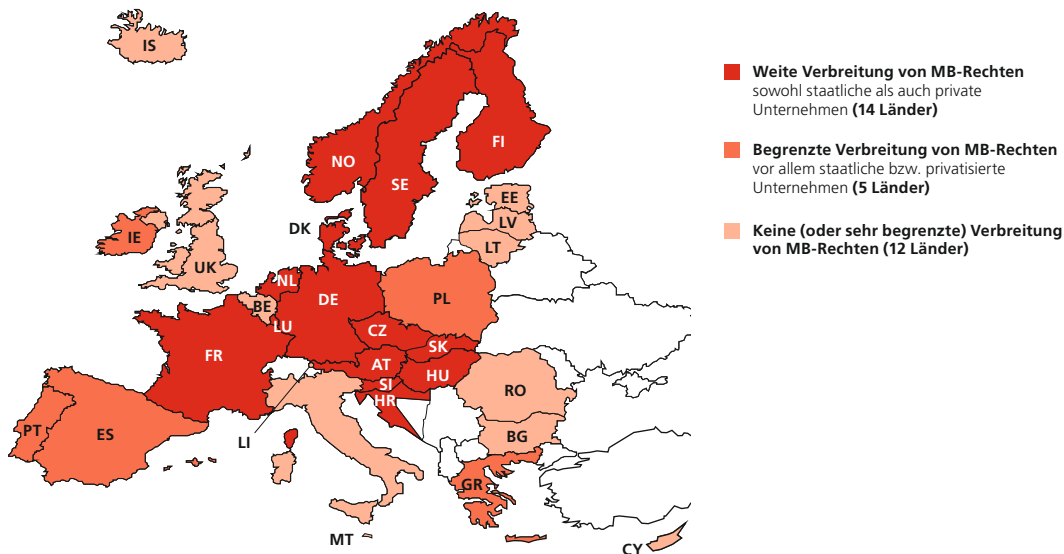 IS
NO
SE
FI
EE
LV
LT
DK
IE
UK
NL
BE
DE
PL
LU
CZ
SK
FR
AT
HU
SI
HR
RO
BG
PT
ES
LI
GR
MT
CY
Weite Verbreitung von MB-Rechten
sowohl staatliche als auch private
Unternehmen (14 Länder)
Begrenzte Verbreitung von MB-Rechten
vor allem staatliche bzw. privatisierte
Unternehmen (5 Länder)
Keine (oder sehr begrenzte) Verbreitung
von MB-Rechten (12 Länder)